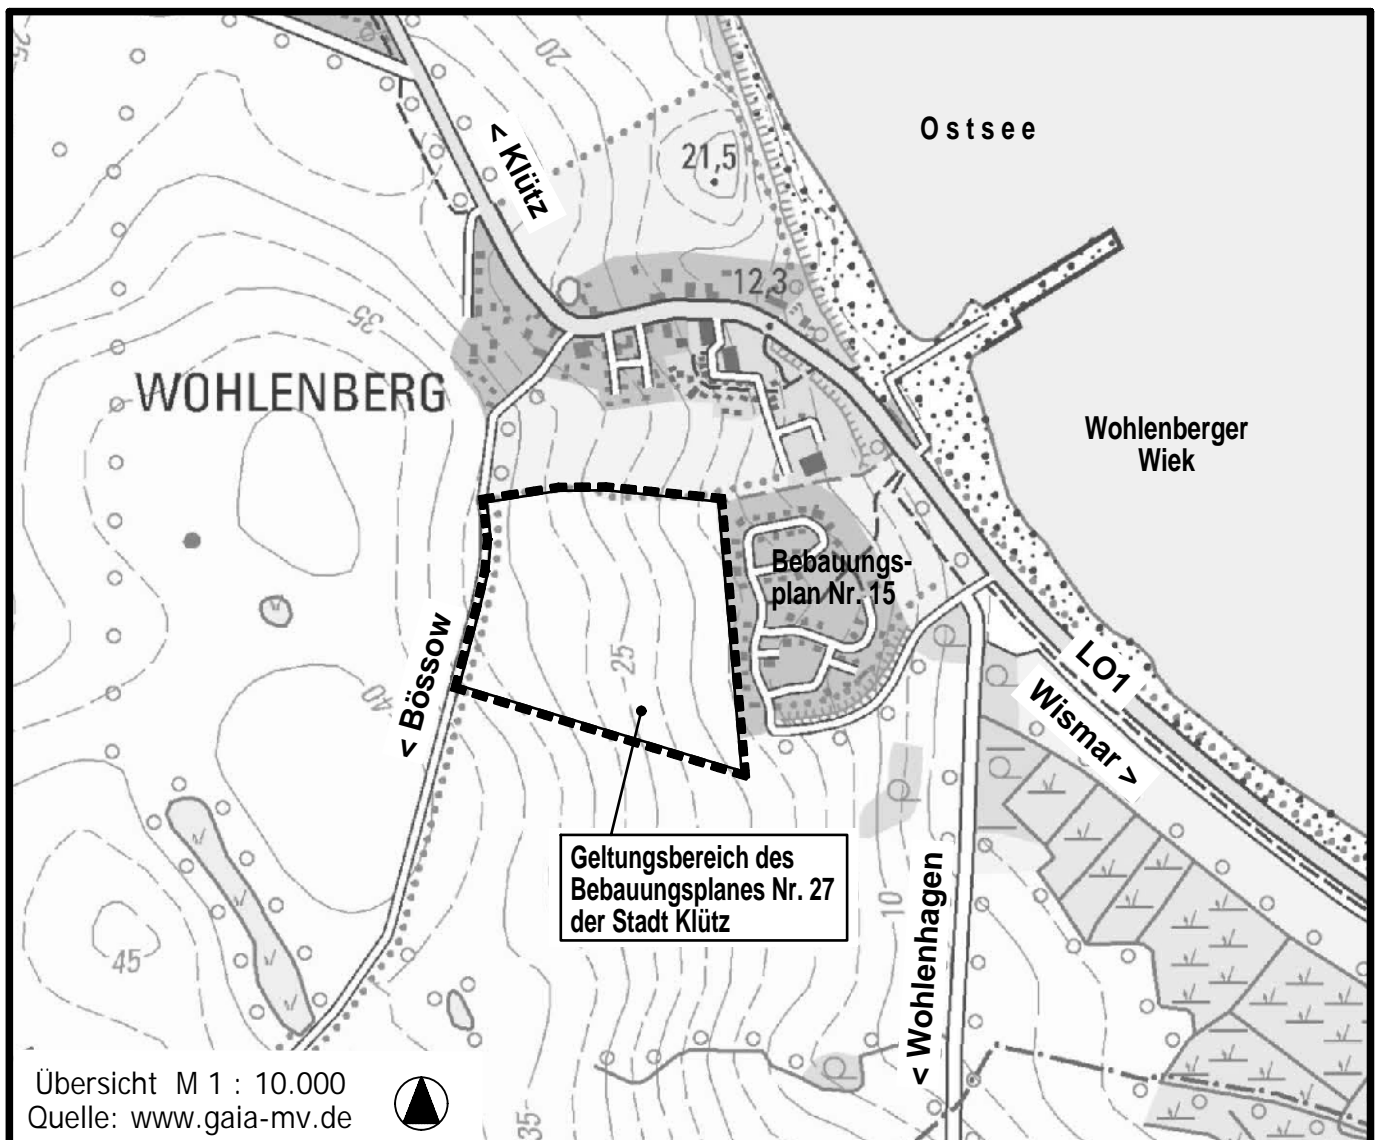 25
20
Ostsee
< Klütz
21,5
12,3
35
WOHLENBERG
Wohlenberger
Wiek
Bebauungs-
plan Nr. 15
< Bössow
25
40
LO1
Wismar >
Geltungsbereich des
Bebauungsplanes Nr. 27
der Stadt Klütz
10
< Wohlenhagen
45
35
Übersicht M 1 : 10.000
Quelle: www.gaia-mv.de